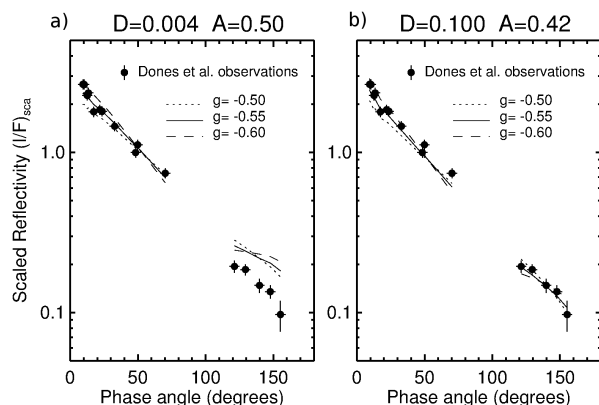 a) D=0.004 A=0.50
Dones et al. observations
g= -0.50
g= -0.55
g= -0.60
Scaled Reflectivity (I/F)sca
1.0
0.1
0 50 100 150
Phase angle (degrees)
b) D=0.100 A=0.42
Dones et al. observations
g= -0.50
g= -0.55
g= -0.60
1.0
0.1
0 50 100 150
Phase angle (degrees)